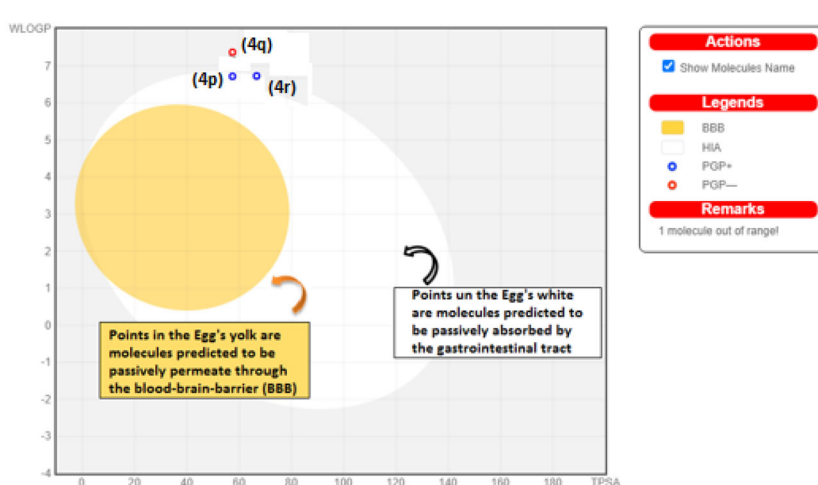 WLOGP
7
6
5
4
3
2
1
0
-1
-2
-3
-4
0
20
40
60
80
100
120
140
160
180
TPSA
(4q)
(4p)
(4r)
Points in the Egg's yolk are
molecules predicted to be
passively permeate through
the blood-brain-barrier (BBB)
Points un the Egg's white
are molecules predicted to
be passively absorbed by
the gastrointestinal tract
Actions
Show Molecules Name
Legends
BBB
HIA
PGP+
PGP—
Remarks
1 molecule out of range!